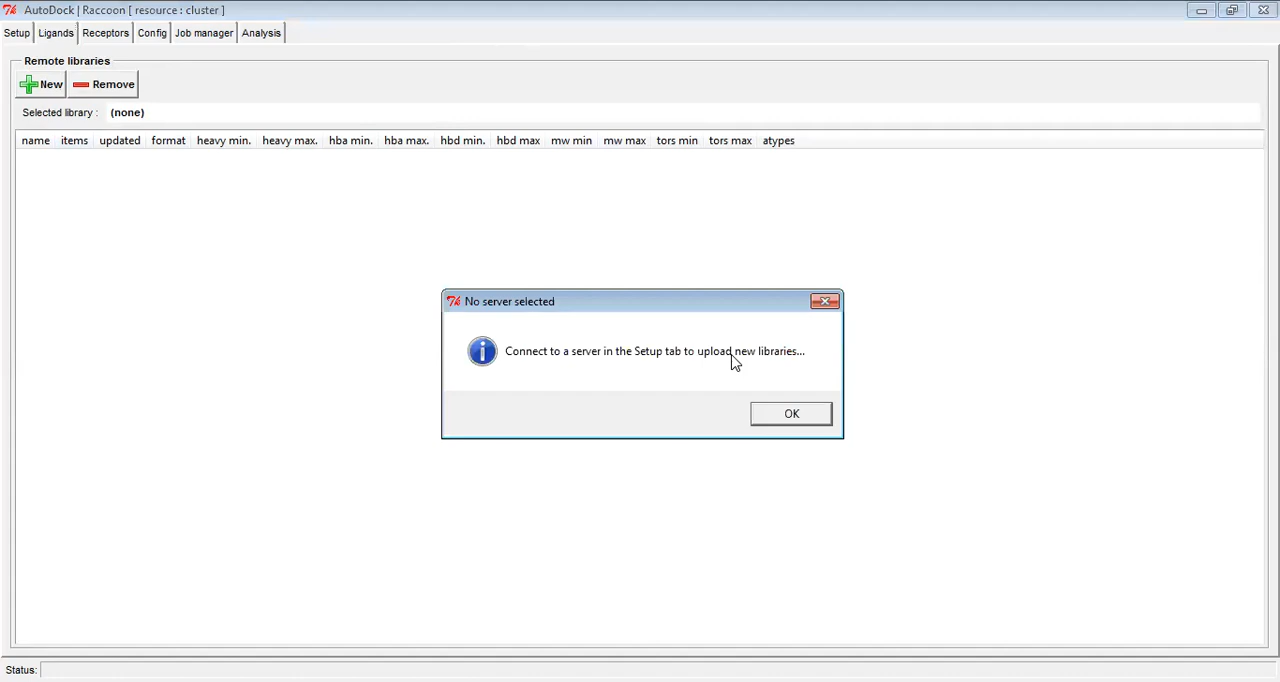 AutoDock | Raccoon [ resource : cluster ]
Setup Ligands Receptors Config Job manager Analysis
Remote libraries
New Remove
Selected library : (none)
name items updated format heavy min. heavy max. hba min. hba max. hbd min. hbd max mw min mw max tors min tors max atypes
No server selected
Connect to a server in the Setup tab to upload new libraries...
OK
Status: